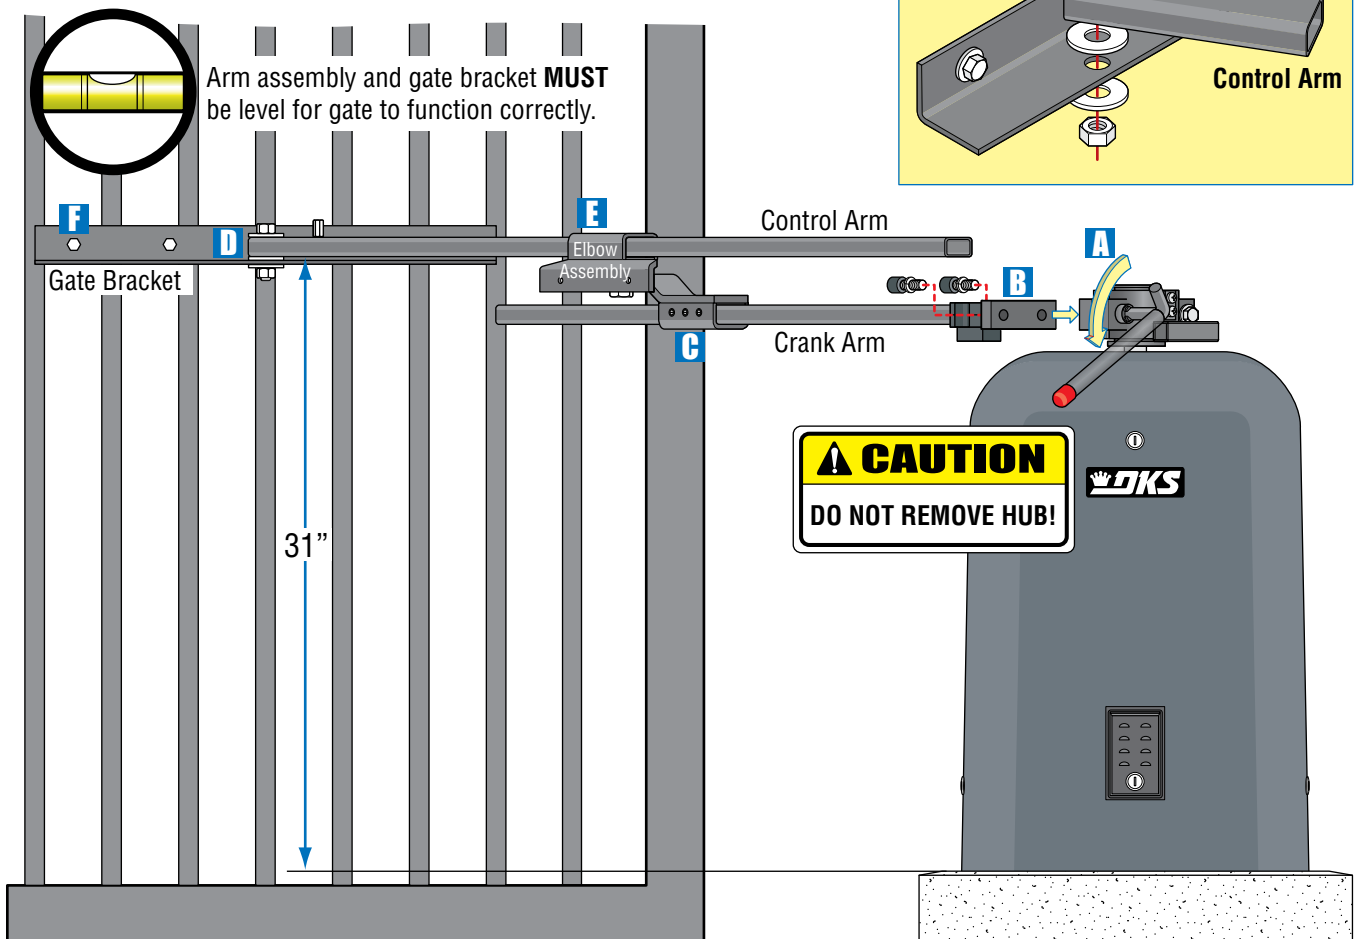 Arm assembly and gate bracket MUST
be level for gate to function correctly.
Control Arm
F
D
E
Elbow
Assembly
Gate Bracket
Control Arm
A
B
C
Crank Arm
CAUTION
DO NOT REMOVE HUB!
DKS
31”